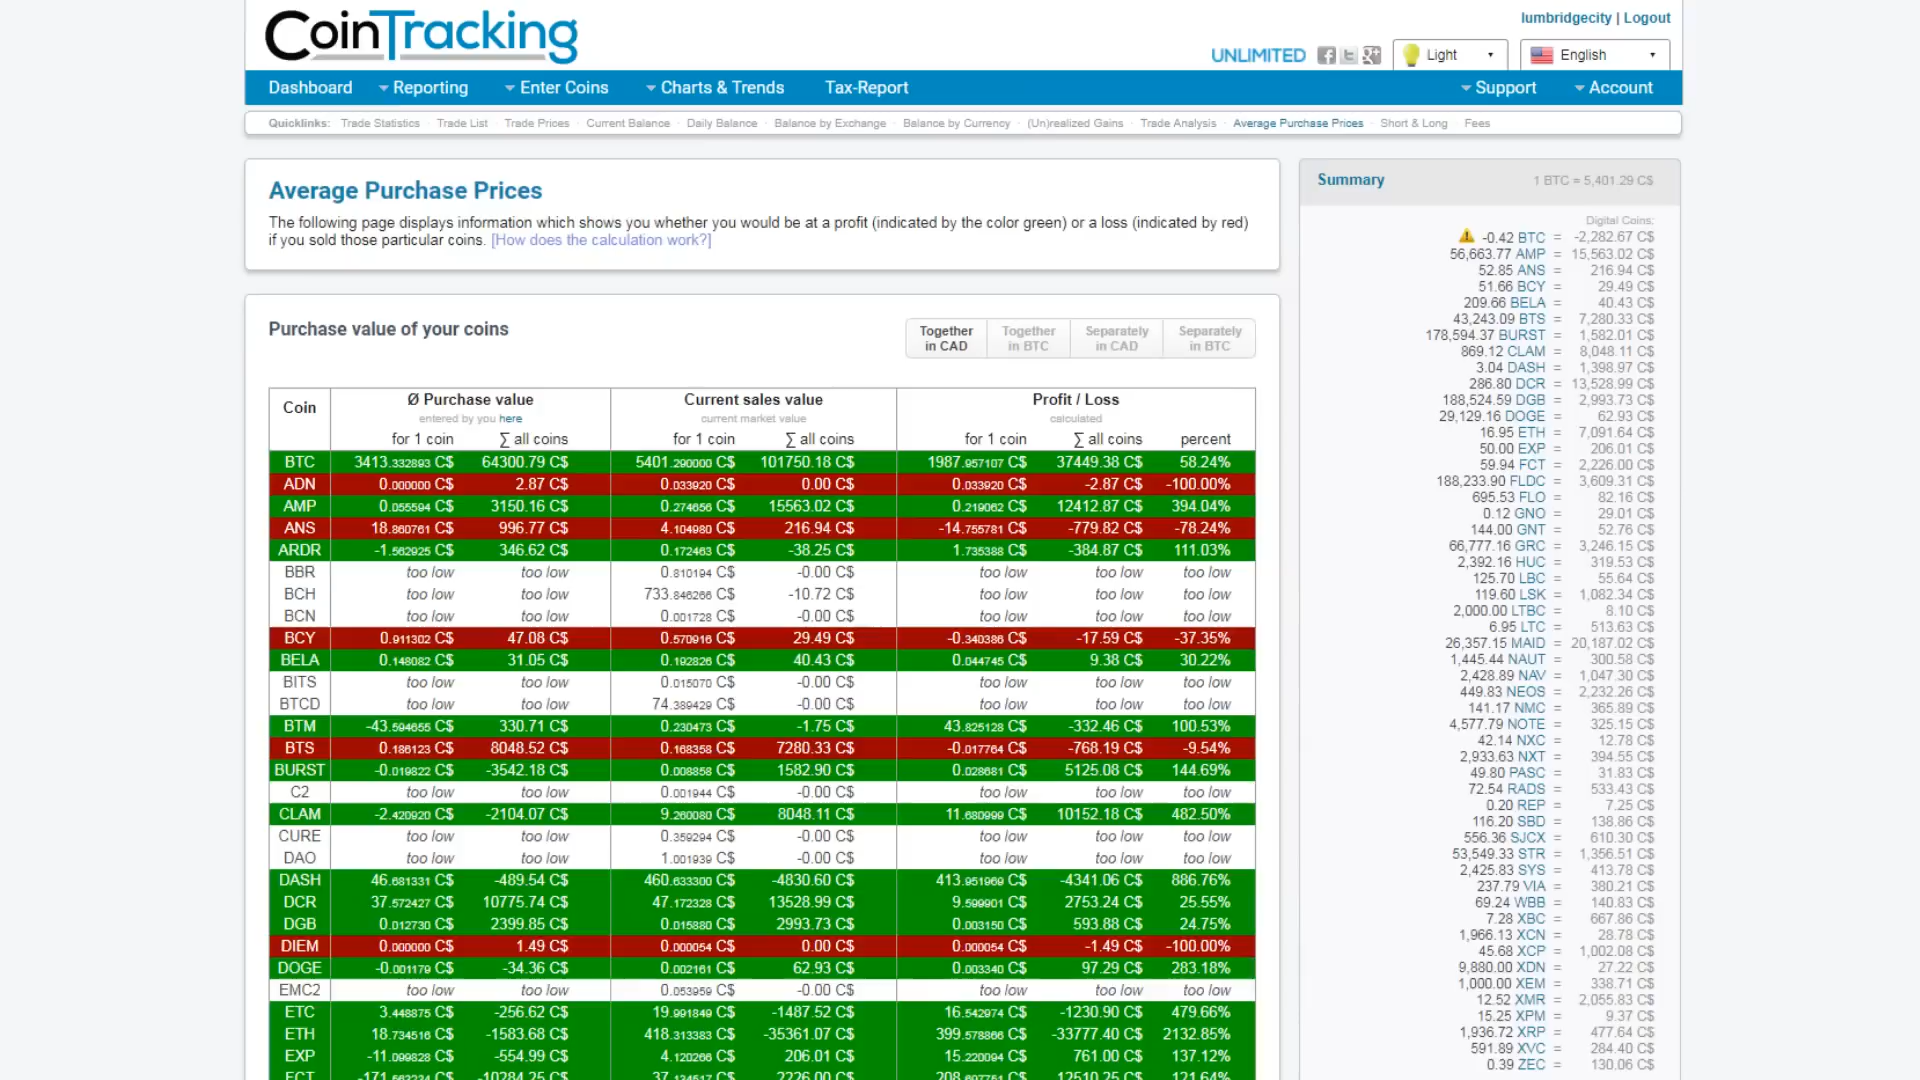 CoinTracking
lumbridgecity | Logout
UNLIMITED
Light
English
Dashboard Reporting Enter Coins Charts & Trends Tax-Report Support Account
Quicklinks: Trade Statistics · Trade List · Trade Prices · Current Balance · Daily Balance · Balance by Exchange · Balance by Currency · (Un)realized Gains · Trade Analysis · Average Purchase Prices · Short & Long · Fees
Average Purchase Prices
The following page displays information which shows you whether you would be at a profit (indicated by the color green) or a loss (indicated by red)
if you sold those particular coins. [How does the calculation work?]
Purchase value of your coins
Together in CAD
Together in BTC
Separately in CAD
Separately in BTC
Coin Ø Purchase value Current sales value Profit / Loss
entered by you here current market value calculated
for 1 coin ∑ all coins for 1 coin ∑ all coins for 1 coin ∑ all coins percent
BTC 3413.332893 C$ 64300.79 C$ 5401.290000 C$ 101750.18 C$ 1987.957107 C$ 37449.38 C$ 58.24%
ADN 0.000000 C$ 2.87 C$ 0.033920 C$ 0.00 C$ 0.033920 C$ -2.87 C$ -100.00%
AMP 0.055594 C$ 3150.16 C$ 0.274656 C$ 15563.02 C$ 0.219062 C$ 12412.87 C$ 394.04%
ANS 18.860761 C$ 996.77 C$ 4.104980 C$ 216.94 C$ -14.755781 C$ -779.82 C$ -78.24%
ARDR -1.562925 C$ 346.62 C$ 0.172463 C$ -38.25 C$ 1.735388 C$ -384.87 C$ 111.03%
BBR too low too low 0.810194 C$ -0.00 C$ too low too low too low
BCH too low too low 733.846266 C$ -10.72 C$ too low too low too low
BCN too low too low 0.001728 C$ -0.00 C$ too low too low too low
BCY 0.911302 C$ 47.08 C$ 0.570916 C$ 29.49 C$ -0.340386 C$ -17.59 C$ -37.35%
BELA 0.148082 C$ 31.05 C$ 0.192826 C$ 40.43 C$ 0.044745 C$ 9.38 C$ 30.22%
BITS too low too low 0.015070 C$ -0.00 C$ too low too low too low
BTCD too low too low 74.389429 C$ -0.00 C$ too low too low too low
BTM -43.594655 C$ 330.71 C$ 0.230473 C$ -1.75 C$ 43.825128 C$ -332.46 C$ 100.53%
BTS 0.186123 C$ 8048.52 C$ 0.168358 C$ 7280.33 C$ -0.017764 C$ -768.19 C$ -9.54%
BURST -0.019822 C$ -3542.18 C$ 0.008858 C$ 1582.90 C$ 0.028681 C$ 5125.08 C$ 144.69%
C2 too low too low 0.001944 C$ -0.00 C$ too low too low too low
CLAM -2.420920 C$ -2104.07 C$ 9.260080 C$ 8048.11 C$ 11.680999 C$ 10152.18 C$ 482.50%
CURE too low too low 0.359294 C$ -0.00 C$ too low too low too low
DAO too low too low 1.001939 C$ -0.00 C$ too low too low too low
DASH 46.681331 C$ -489.54 C$ 460.633300 C$ -4830.60 C$ 413.951969 C$ -4341.06 C$ 886.76%
DCR 37.572427 C$ 10775.74 C$ 47.172328 C$ 13528.99 C$ 9.599901 C$ 2753.24 C$ 25.55%
DGB 0.012730 C$ 2399.85 C$ 0.015880 C$ 2993.73 C$ 0.003150 C$ 593.88 C$ 24.75%
DIEM 0.000000 C$ 1.49 C$ 0.000054 C$ 0.00 C$ 0.000054 C$ -1.49 C$ -100.00%
DOGE -0.001179 C$ -34.36 C$ 0.002161 C$ 62.93 C$ 0.003340 C$ 97.29 C$ 283.18%
EMC2 too low too low 0.053959 C$ -0.00 C$ too low too low too low
ETC 3.448875 C$ -256.62 C$ 19.991849 C$ -1487.52 C$ 16.542974 C$ -1230.90 C$ 479.66%
ETH 18.734516 C$ -1583.68 C$ 418.313383 C$ -35361.07 C$ 399.578866 C$ -33777.40 C$ 2132.85%
EXP -11.099828 C$ -554.99 C$ 4.120266 C$ 206.01 C$ 15.220094 C$ 761.00 C$ 137.12%
FCT -10284.25 C$ 2226.00 C$ 12510.25 C$ 121.64%
Summary 1 BTC = 5,401.29 C$
Digital Coins:
-0.42 BTC = -2,282.67 C$
56,663.77 AMP = 15,563.02 C$
52.85 ANS = 216.94 C$
51.66 BCY = 29.49 C$
209.66 BELA = 40.43 C$
43,243.09 BTS = 7,280.33 C$
178,594.37 BURST = 1,582.01 C$
869.12 CLAM = 8,048.11 C$
3.04 DASH = 1,398.97 C$
286.80 DCR = 13,528.99 C$
188,524.59 DGB = 2,993.73 C$
29,129.16 DOGE = 62.93 C$
16.95 ETH = 7,091.64 C$
50.00 EXP = 206.01 C$
59.94 FCT = 2,226.00 C$
188,233.90 FLDC = 3,609.31 C$
695.53 FLO = 82.16 C$
0.12 GNO = 29.01 C$
144.00 GNT = 52.76 C$
66,777.16 GRC = 3,246.15 C$
2,392.16 HUC = 319.53 C$
125.70 LBC = 55.64 C$
119.60 LSK = 1,082.34 C$
2,000.00 LTBC = 8.10 C$
6.95 LTC = 513.63 C$
26,357.15 MAID = 20,187.02 C$
1,445.44 NAUT = 300.58 C$
2,428.89 NAV = 1,047.30 C$
449.83 NEOS = 2,232.26 C$
141.17 NMC = 365.89 C$
4,577.79 NOTE = 325.15 C$
42.14 NXC = 12.78 C$
2,933.63 NXT = 394.55 C$
49.80 PASC = 31.83 C$
72.54 RADS = 533.43 C$
0.20 REP = 7.25 C$
116.20 SBD = 138.86 C$
556.36 SJCX = 610.30 C$
53,549.33 STR = 1,356.51 C$
2,425.83 SYS = 413.78 C$
237.79 VIA = 380.21 C$
69.24 WBB = 140.83 C$
7.28 XBC = 667.86 C$
1,966.13 XCN = 28.78 C$
45.68 XCP = 1,002.08 C$
9,880.00 XDN = 27.22 C$
1,000.00 XEM = 338.71 C$
12.52 XMR = 2,055.83 C$
15.25 XPM = 9.37 C$
1,936.72 XRP = 477.64 C$
591.89 XVC = 284.40 C$
0.39 ZEC = 130.06 C$